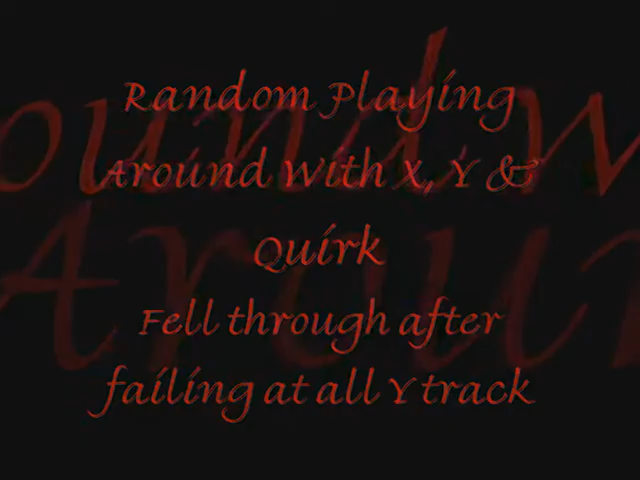 Random Playing
Around With X, Y &
Quirk
Fell through after
failing at all Y track